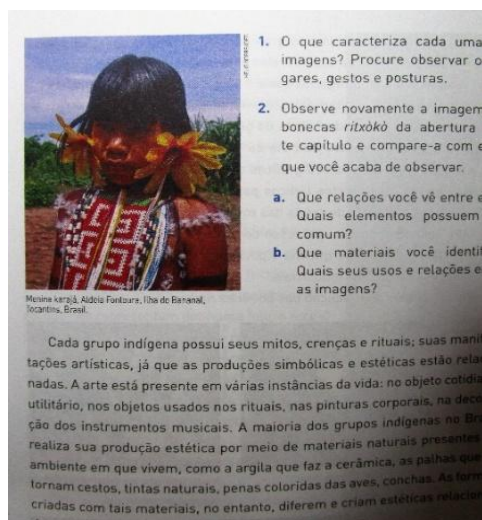 1. O que caracteriza cada uma
imagens? Procure observar o
gares, gestos e posturas.
2. Observe novamente a imagem
bonecas ritxòkò da abertura
te capítulo e compare-a com e
que você acaba de observar.
a. Que relações você vê entre e
Quais elementos possuem
comum?
b. Que materiais você identi
Quais seus usos e relações e
as imagens?
Menina karajá, Aldeia Fontoura, Ilha do Bananal,
Tocantins, Brasil.
Cada grupo indígena possui seus mitos, crenças e rituais; suas mani
tações artísticas, já que as produções simbólicas e estéticas estão rela
nadas. A arte está presente em várias instâncias da vida: no objeto cotidia
utilitário, nos objetos usados nos rituais, nas pinturas corporais, na deco
ção dos instrumentos musicais. A maioria dos grupos indígenas no Br
realiza sua produção estética por meio de materiais naturais presentes
ambiente em que vivem, como a argila que faz a cerâmica, as palhas que
tornam cestos, tintas naturais, penas coloridas das aves, conchas. As form
criadas com tais materiais, no entanto, diferem e criam estéticas relacion